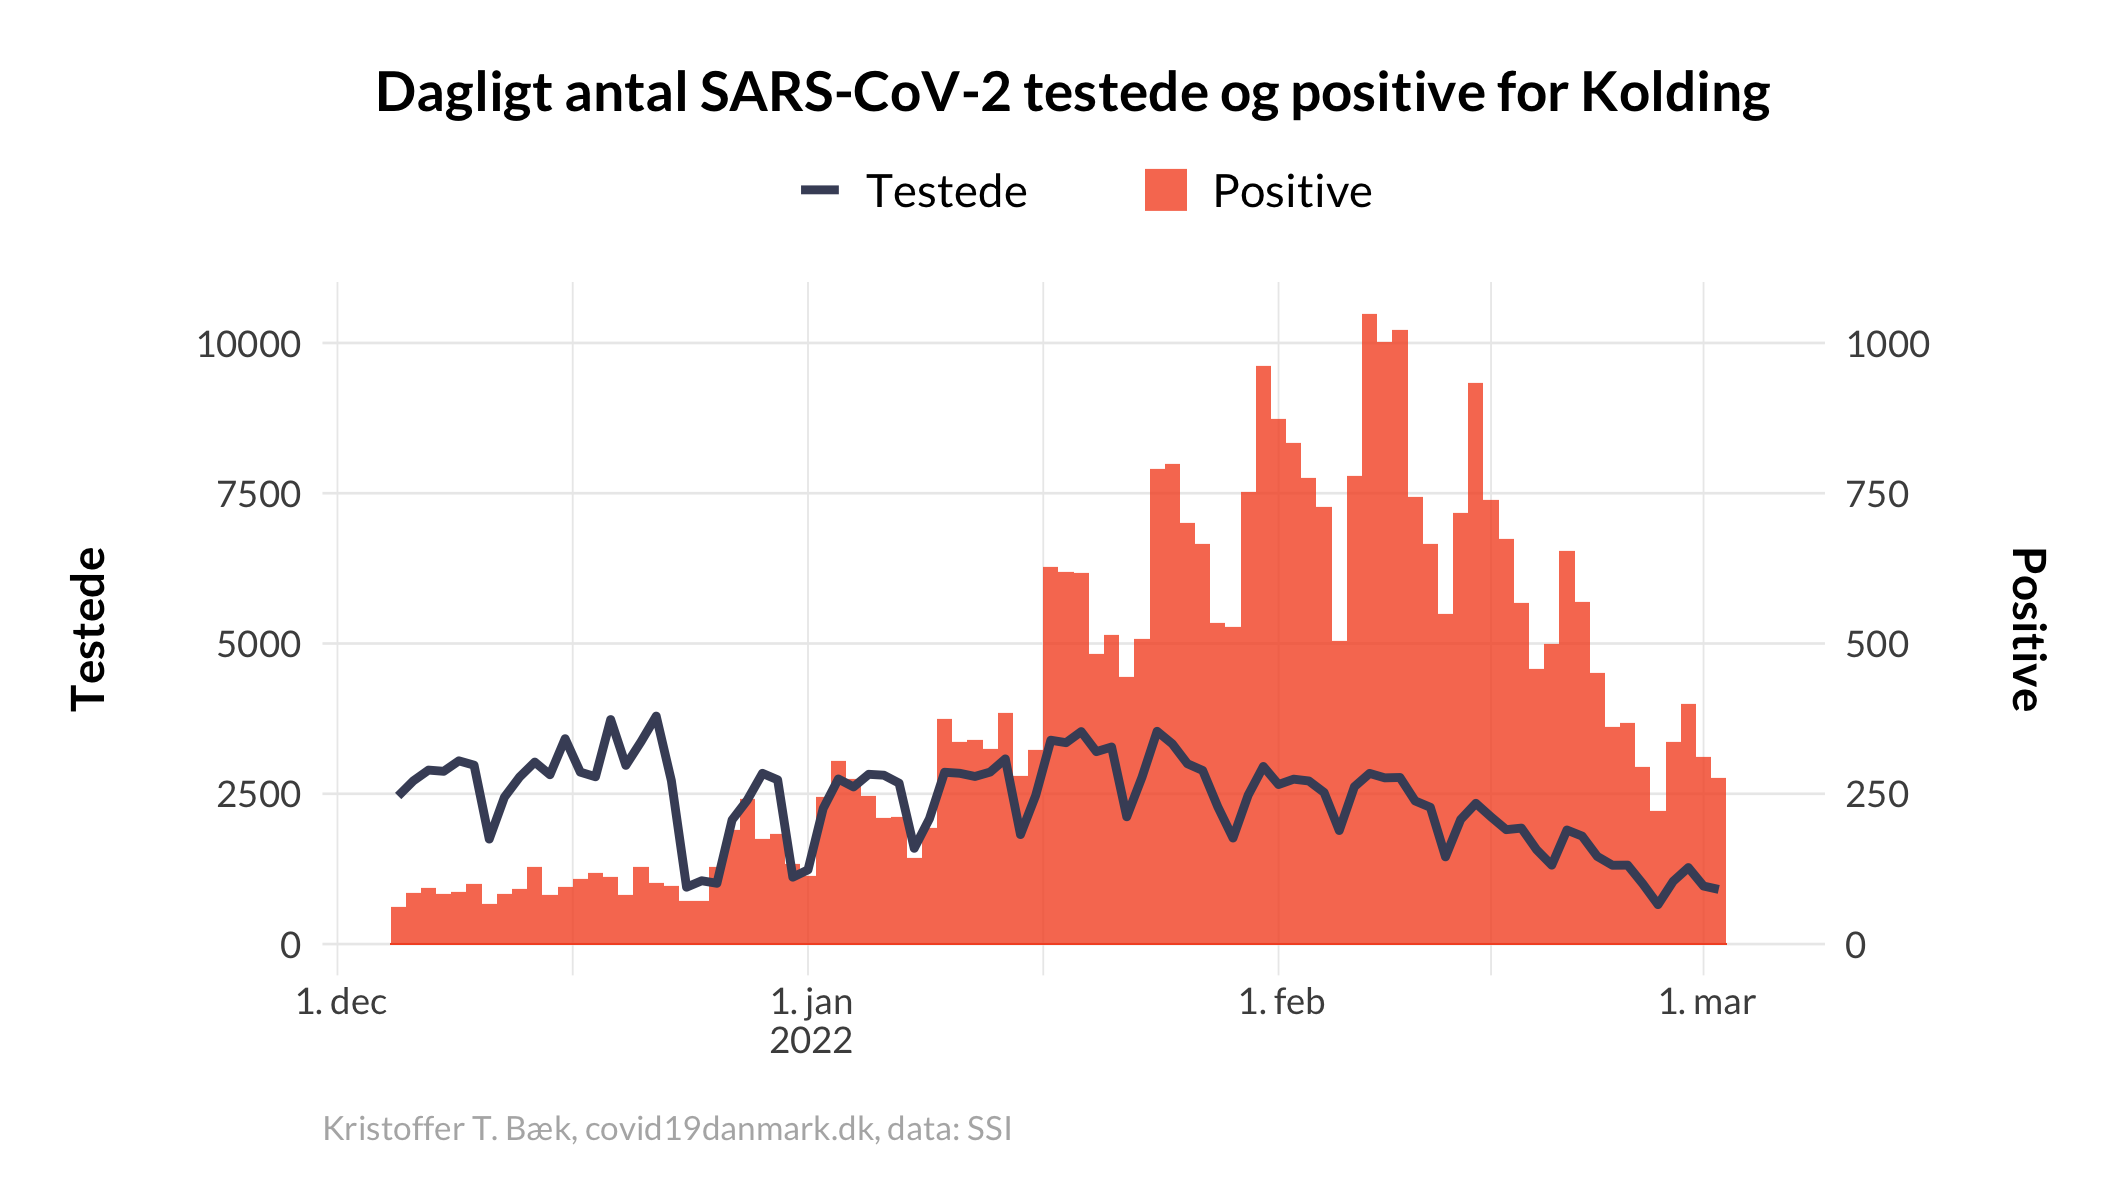 Dagligt antal SARS-CoV-2 testede og positive for Kolding
Testede
Positive
10000
7500
5000
2500
0
Testede
1000
750
500
250
0
Positive
1. dec
1. jan
2022
1. feb
1. mar
Kristoffer T. Bæk, covid19danmark.dk, data: SSI